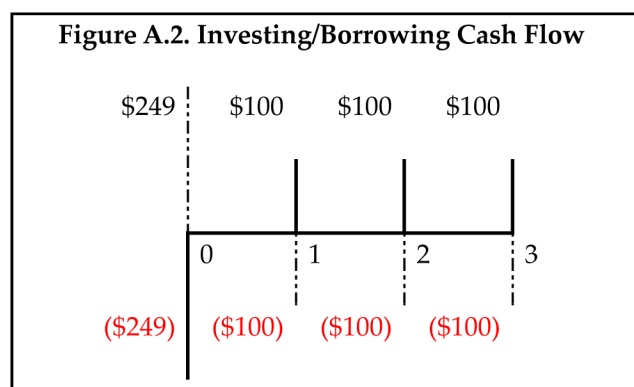 Figure A.2. Investing/Borrowing Cash Flow
$249 $100 $100 $100
0 1 2 3
($249) ($100) ($100) ($100)